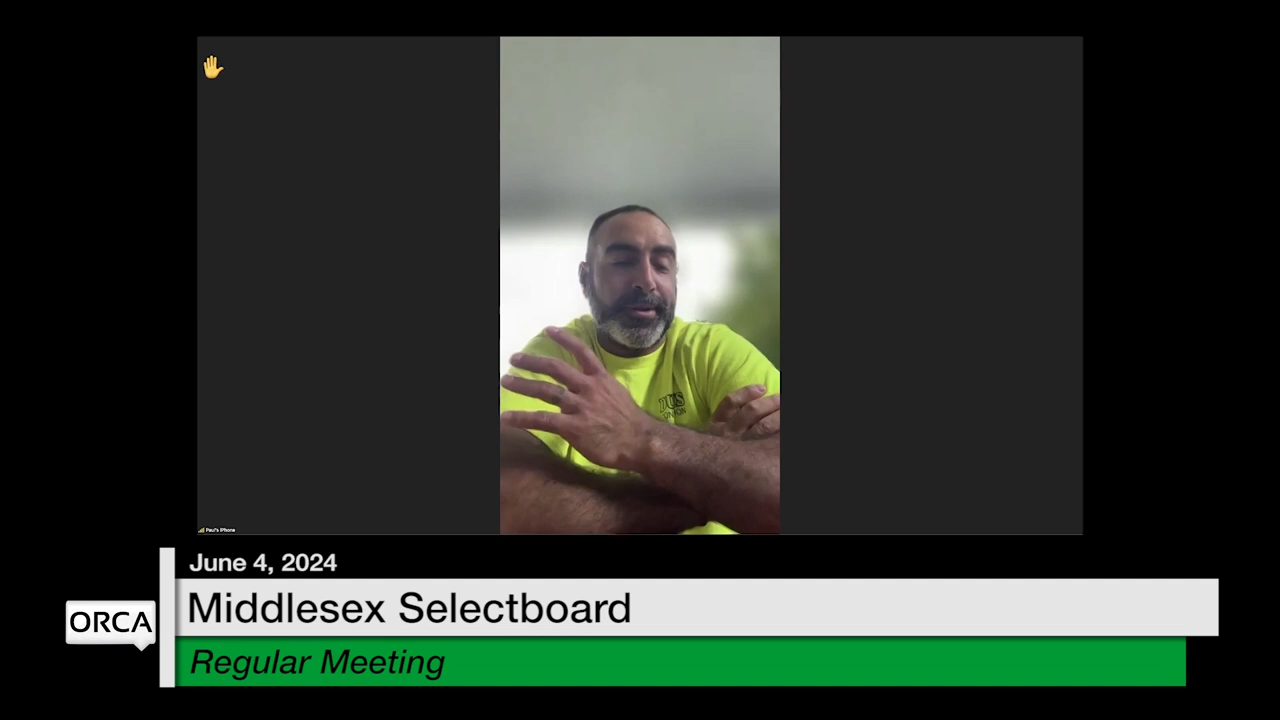 Paul's iPhone
June 4, 2024
Middlesex Selectboard
ORCA
Regular Meeting